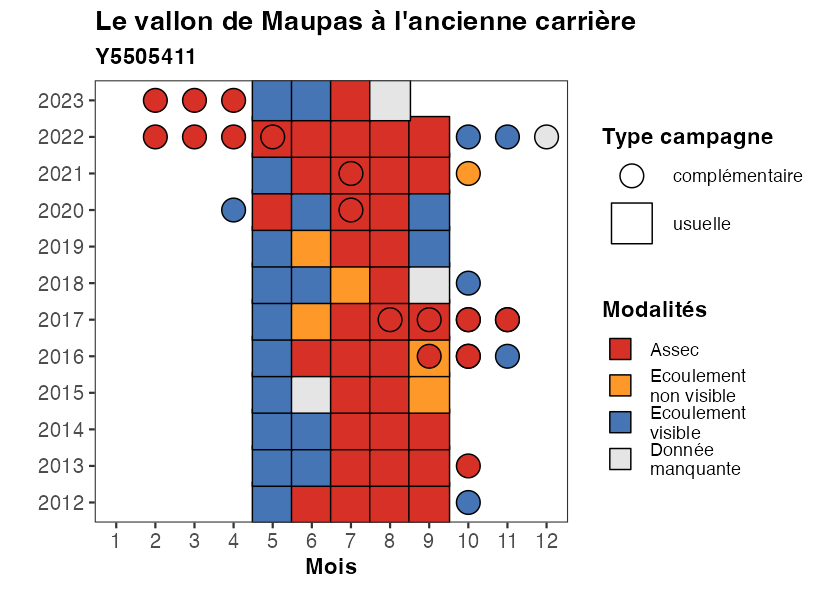 Le vallon de Maupas à l'ancienne carrière
Y5505411
2023
2022
2021
2020
2019
2018
2017
2016
2015
2014
2013
2012
1 2 3 4 5 6 7 8 9 10 11 12
Mois
Type campagne
complémentaire
usuelle
Modalités
Assec
Ecoulement
non visible
Ecoulement
visible
Donnée
manquante